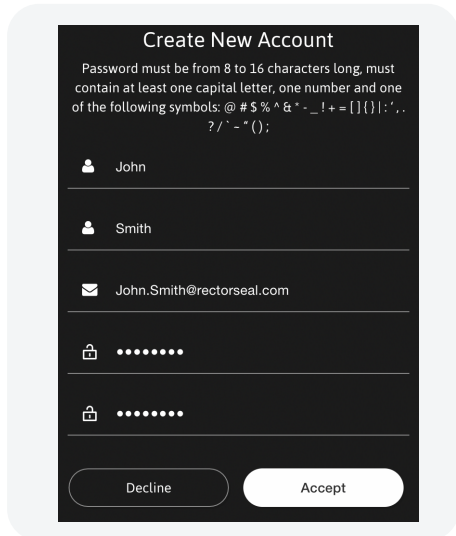 Create New Account
Password must be from 8 to 16 characters long, must
contain at least one capital letter, one number and one
of the following symbols: @ # $ % ^ & * - _ ! + = [ ] { } | : ' , .
? / ` ~ " ( ) ;
John
Smith
John.Smith@rectorseal.com
••••••••
••••••••
Decline Accept